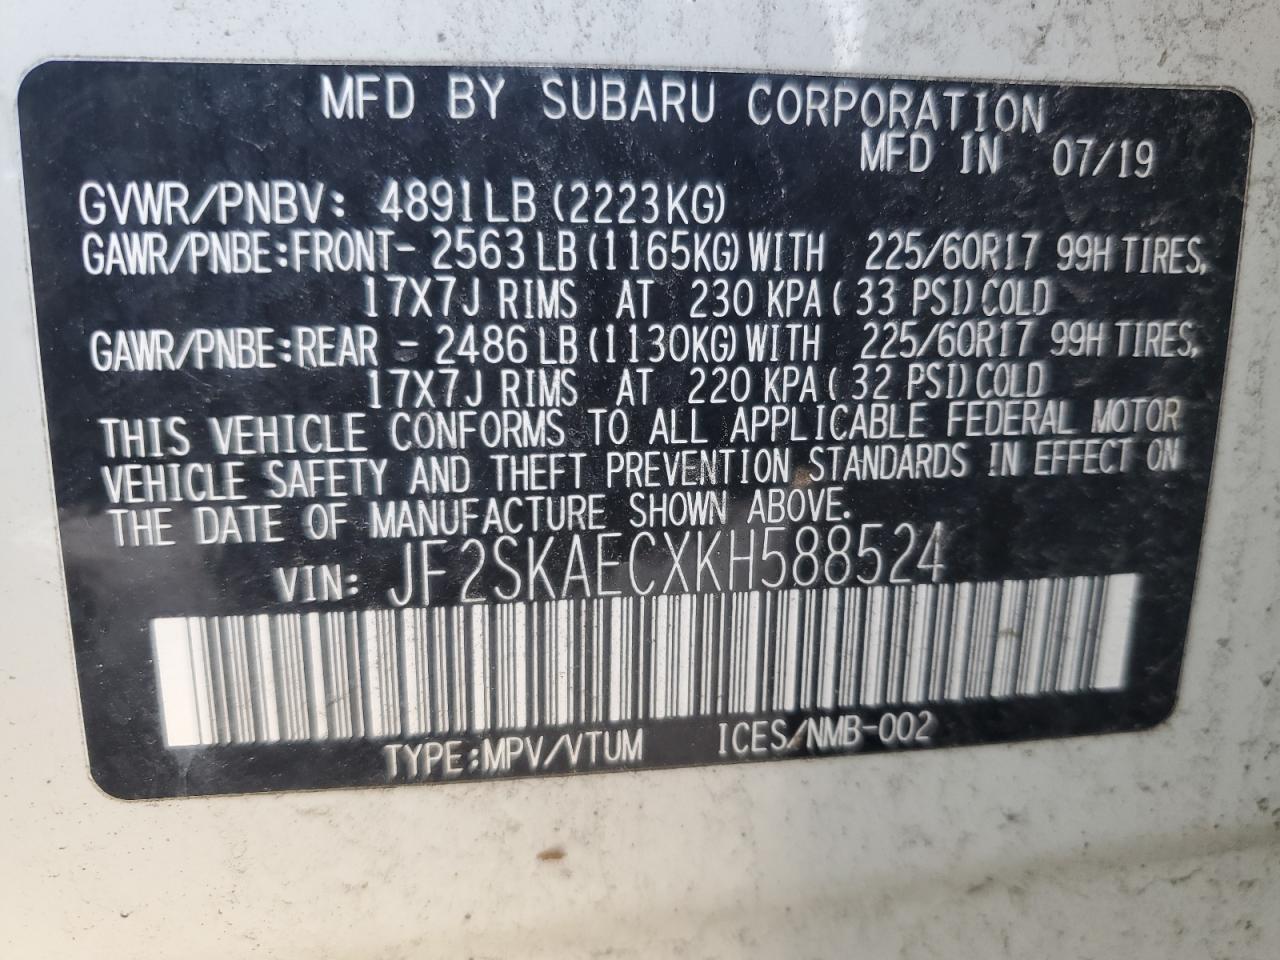 MFD BY SUBARU CORPORATION
MFD IN 07/19
GVWR/PNBV: 4891LB (2223KG)
GAWR/PNBE:FRONT- 2563LB (1165KG) WITH 225/60R17 99H TIRES,
17X7J RIMS AT 230 KPA( 33 PSI) COLD
GAWR/PNBE:REAR - 2486LB (1130KG) WITH 225/60R17 99H TIRES,
17X7J RIMS AT 220 KPA( 32 PSI) COLD
THIS VEHICLE CONFORMS TO ALL APPLICABLE FEDERAL MOTOR
VEHICLE SAFETY AND THEFT PREVENTION STANDARDS IN EFFECT ON
THE DATE OF MANUFACTURE SHOWN ABOVE.
VIN: JF2SKAECXKH588524
TYPE:MPV/VTUM ICES/NMB-002